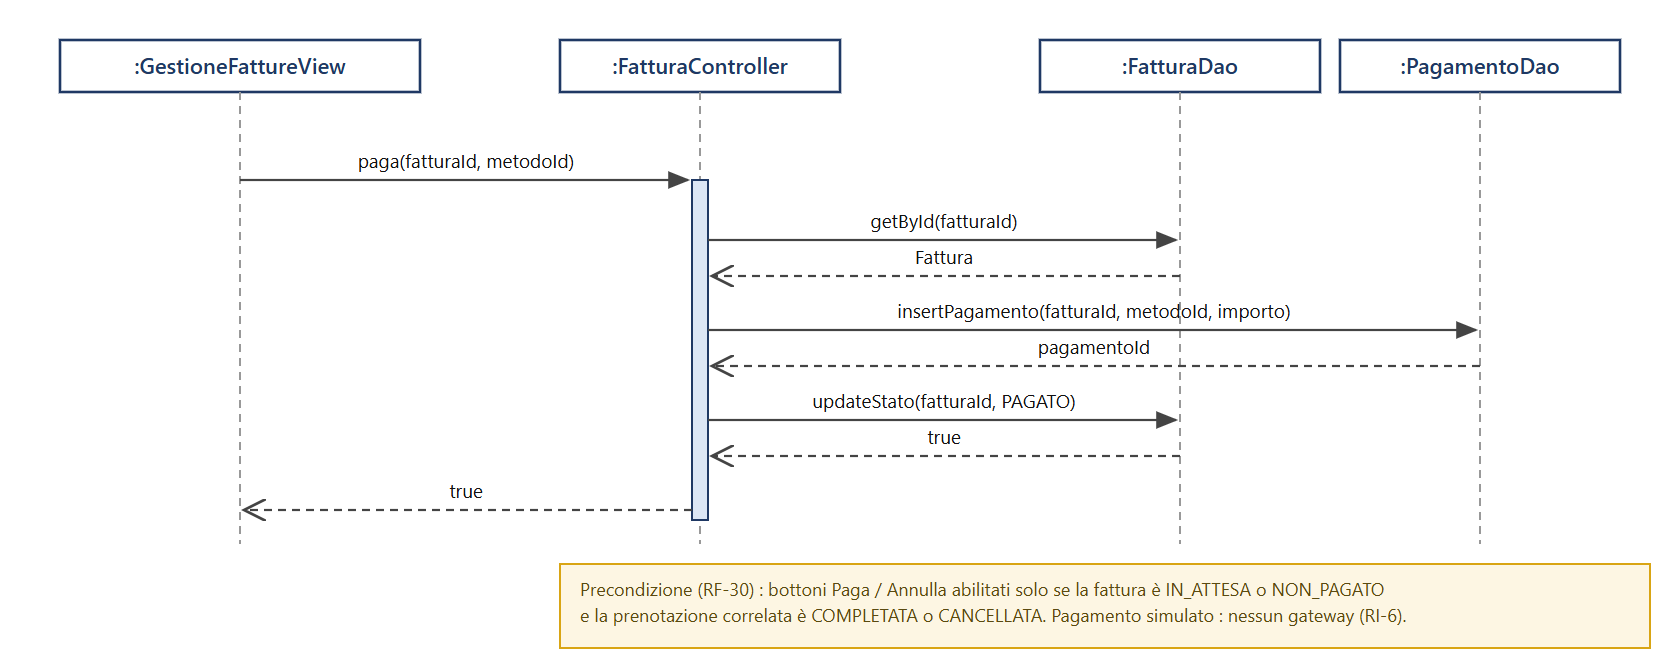 :GestioneFattureView
:FatturaController
:FatturaDao
:PagamentoDao
paga(fatturaId, metodoId)
getById(fatturaId)
Fattura
insertPagamento(fatturaId, metodoId, importo)
pagamentoId
updateStato(fatturaId, PAGATO)
true
true
Precondizione (RF-30) : bottoni Paga / Annulla abilitati solo se la fattura è IN_ATTESA o NON_PAGATO
e la prenotazione correlata è COMPLETATA o CANCELLATA. Pagamento simulato : nessun gateway (RI-6).